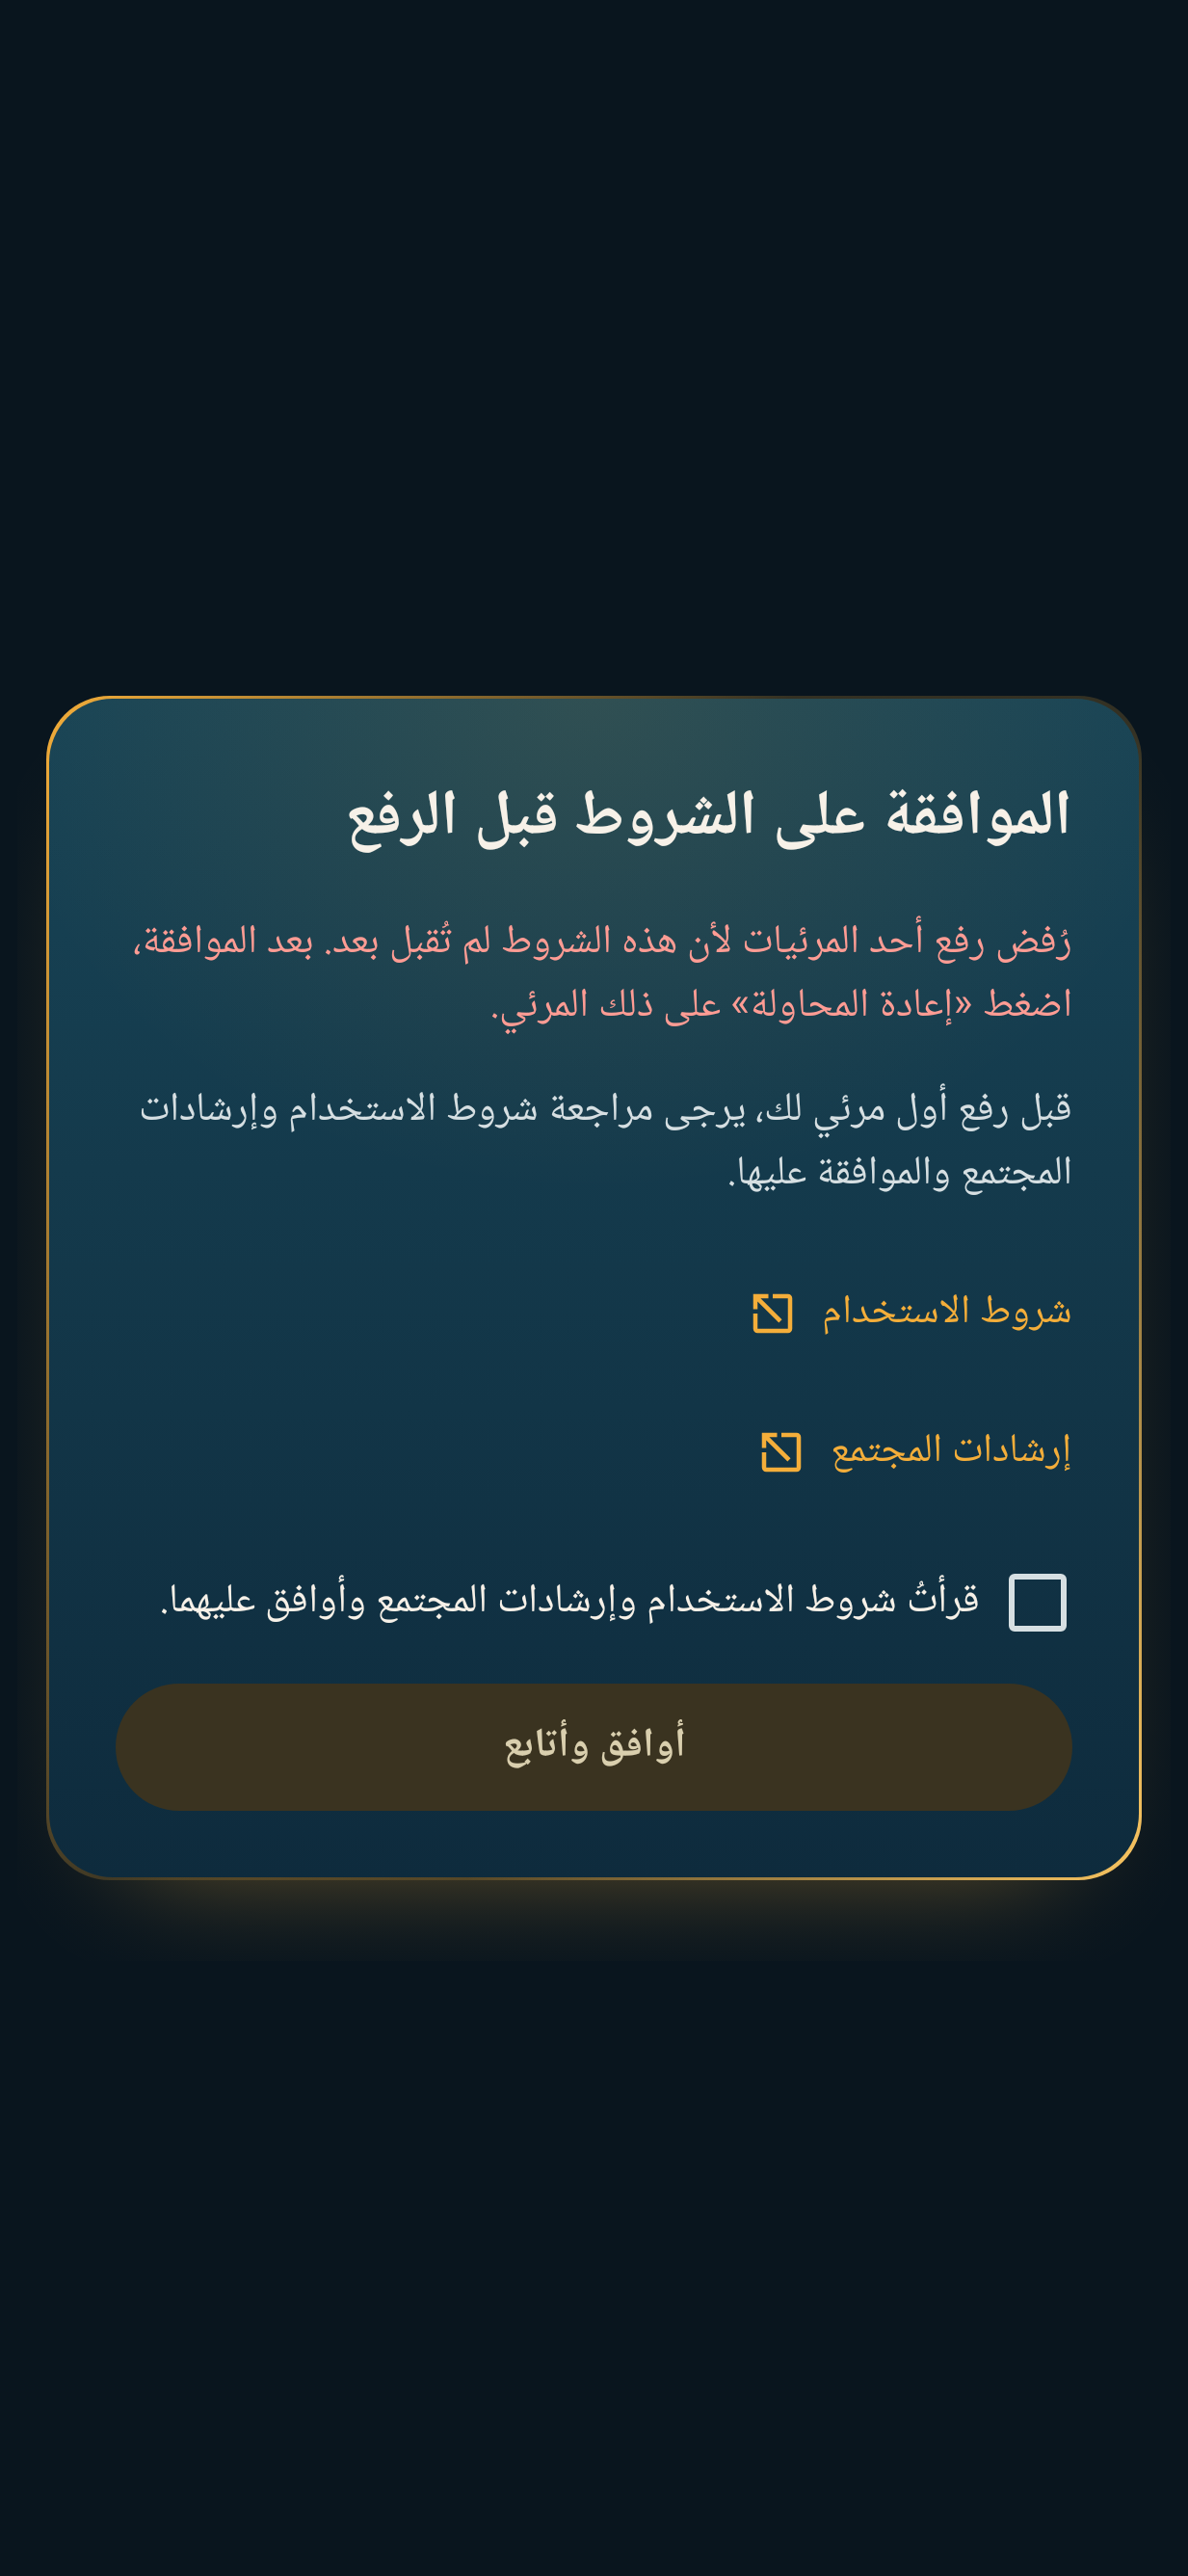 الموافقة على الشروط قبل الرفع
رُفض رفع أحد المرئيات لأن هذه الشروط لم تُقبل بعد. بعد الموافقة،
اضغط «إعادة المحاولة» على ذلك المرئي.
قبل رفع أول مرئي لك، يرجى مراجعة شروط الاستخدام وإرشادات
المجتمع والموافقة عليها.
شروط الاستخدام
إرشادات المجتمع
قرأتُ شروط الاستخدام وإرشادات المجتمع وأوافق عليهما.
أوافق وأتابع